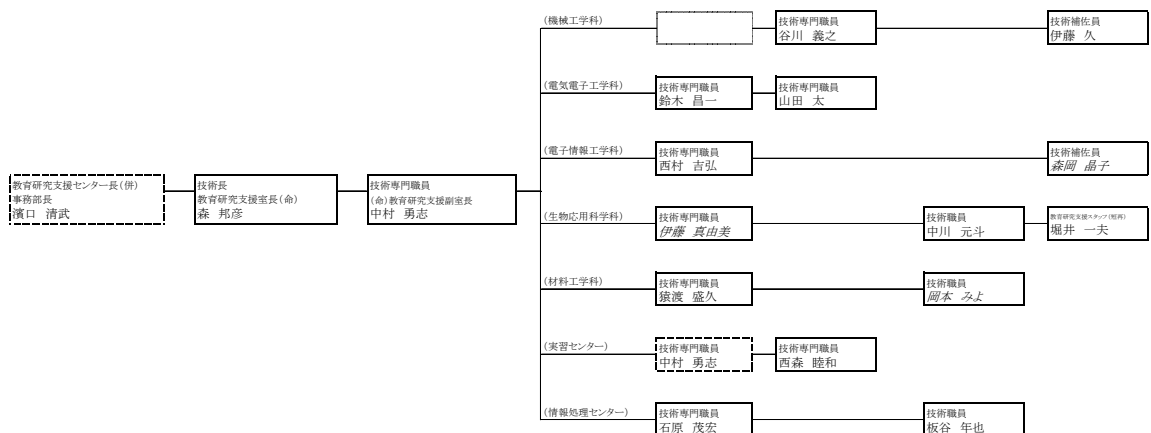 (機械工学科)
技術専門職員
谷川 義之
技術補佐員
伊藤 久
(電気電子工学科)
技術専門職員
鈴木 昌一
技術専門職員
山田 太
(電子情報工学科)
技術専門職員
西村 吉弘
技術補佐員
森岡 晶子
教育研究支援センター長(併)
事務部長
濱口 清武
技術長
教育研究支援室長(命)
森 邦彦
技術専門職員
(命)教育研究支援副室長
中村 勇志
(生物応用科学科)
技術専門職員
伊藤 真由美
技術職員
中川 元斗
教育研究支援スタッフ(短再)
堀井 一夫
(材料工学科)
技術専門職員
猿渡 盛久
技術職員
岡本 みよ
(実習センター)
技術専門職員
中村 勇志
技術専門職員
西森 睦和
(情報処理センター)
技術専門職員
石原 茂宏
技術職員
板谷 年也